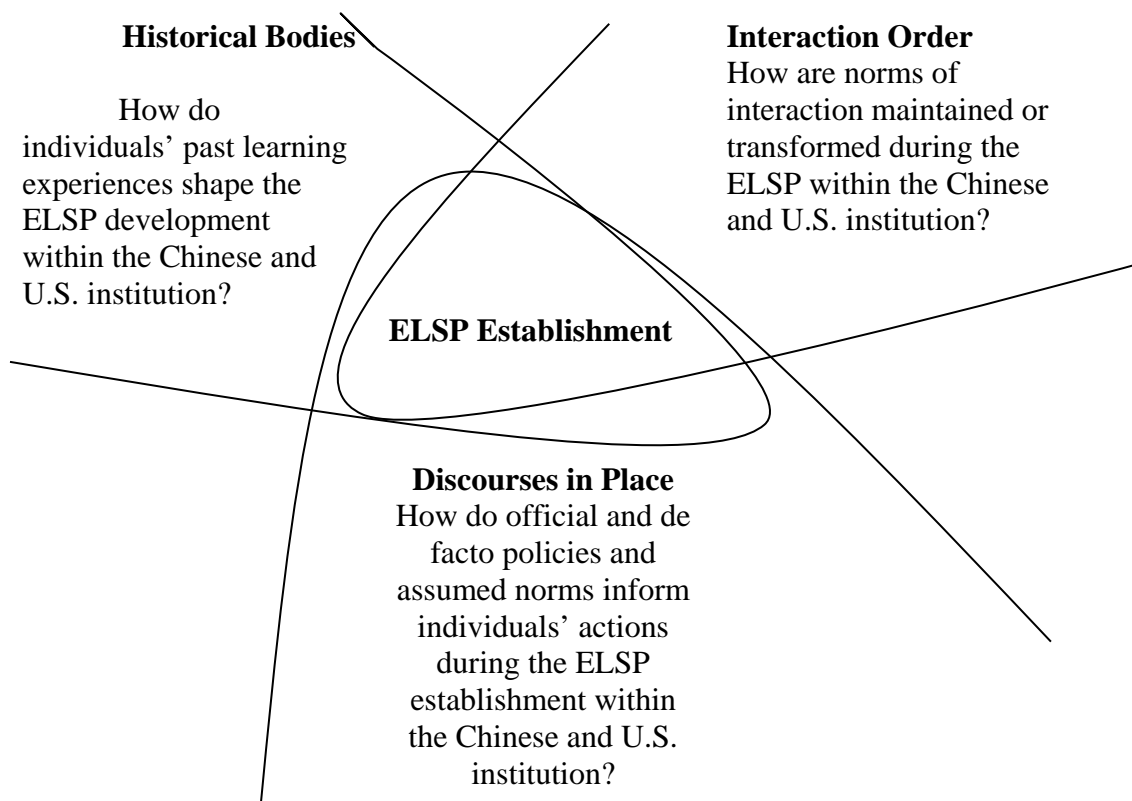 Historical Bodies
How do
individuals’ past learning
experiences shape the
ELSP development
within the Chinese and
U.S. institution?
Interaction Order
How are norms of
interaction maintained or
transformed during the
ELSP within the Chinese
and U.S. institution?
ELSP Establishment
Discourses in Place
How do official and de
facto policies and
assumed norms inform
individuals’ actions
during the ELSP
establishment within
the Chinese and U.S.
institution?